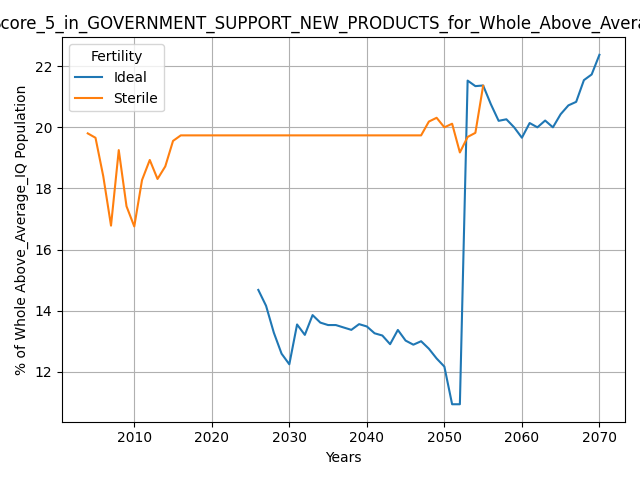 core_5_in_GOVERNMENT_SUPPORT_NEW_PRODUCTS_for_Whole_Above_Avera
Fertility
Ideal
Sterile
% of Whole Above_Average_IQ Population
22
20
18
16
14
12
2010 2020 2030 2040 2050 2060 2070
Years